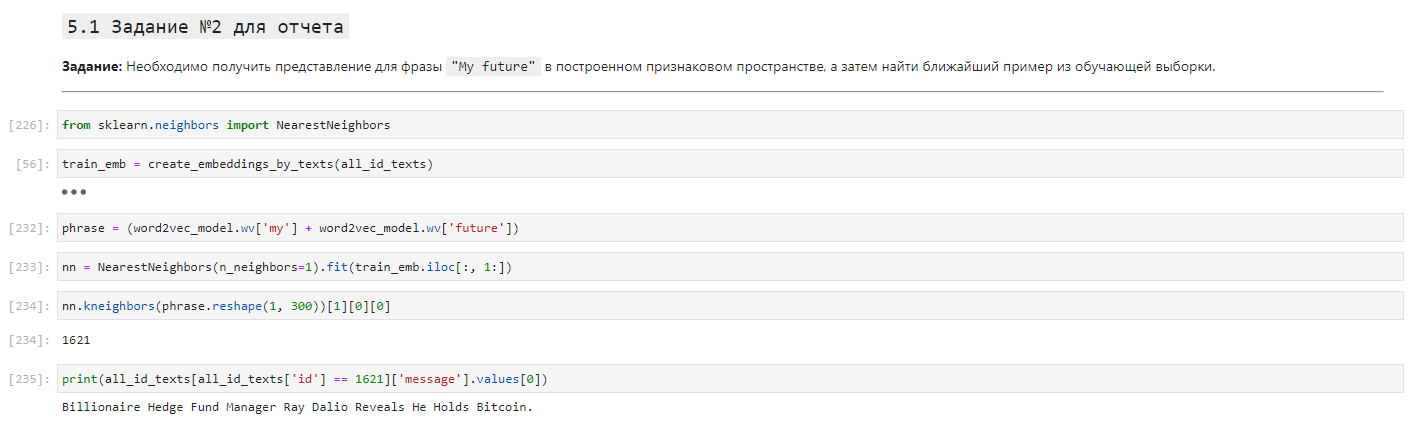 5.1 Задание №2 для отчета
Задание: Необходимо получить представление для фразы "My future" в построенном признаковом пространстве, а затем найти ближайший пример из обучающей выборки.
[226]: from sklearn.neighbors import NearestNeighbors
[56]: train_emb = create_embeddings_by_texts(all_id_texts)
•••
[232]: phrase = (word2vec_model.wv['my'] + word2vec_model.wv['future'])
[233]: nn = NearestNeighbors(n_neighbors=1).fit(train_emb.iloc[:, 1:])
[234]: nn.kneighbors(phrase.reshape(1, 300))[1][0][0]
[234]: 1621
[235]: print(all_id_texts[all_id_texts['id'] == 1621]['message'].values[0])
Billionaire Hedge Fund Manager Ray Dalio Reveals He Holds Bitcoin.